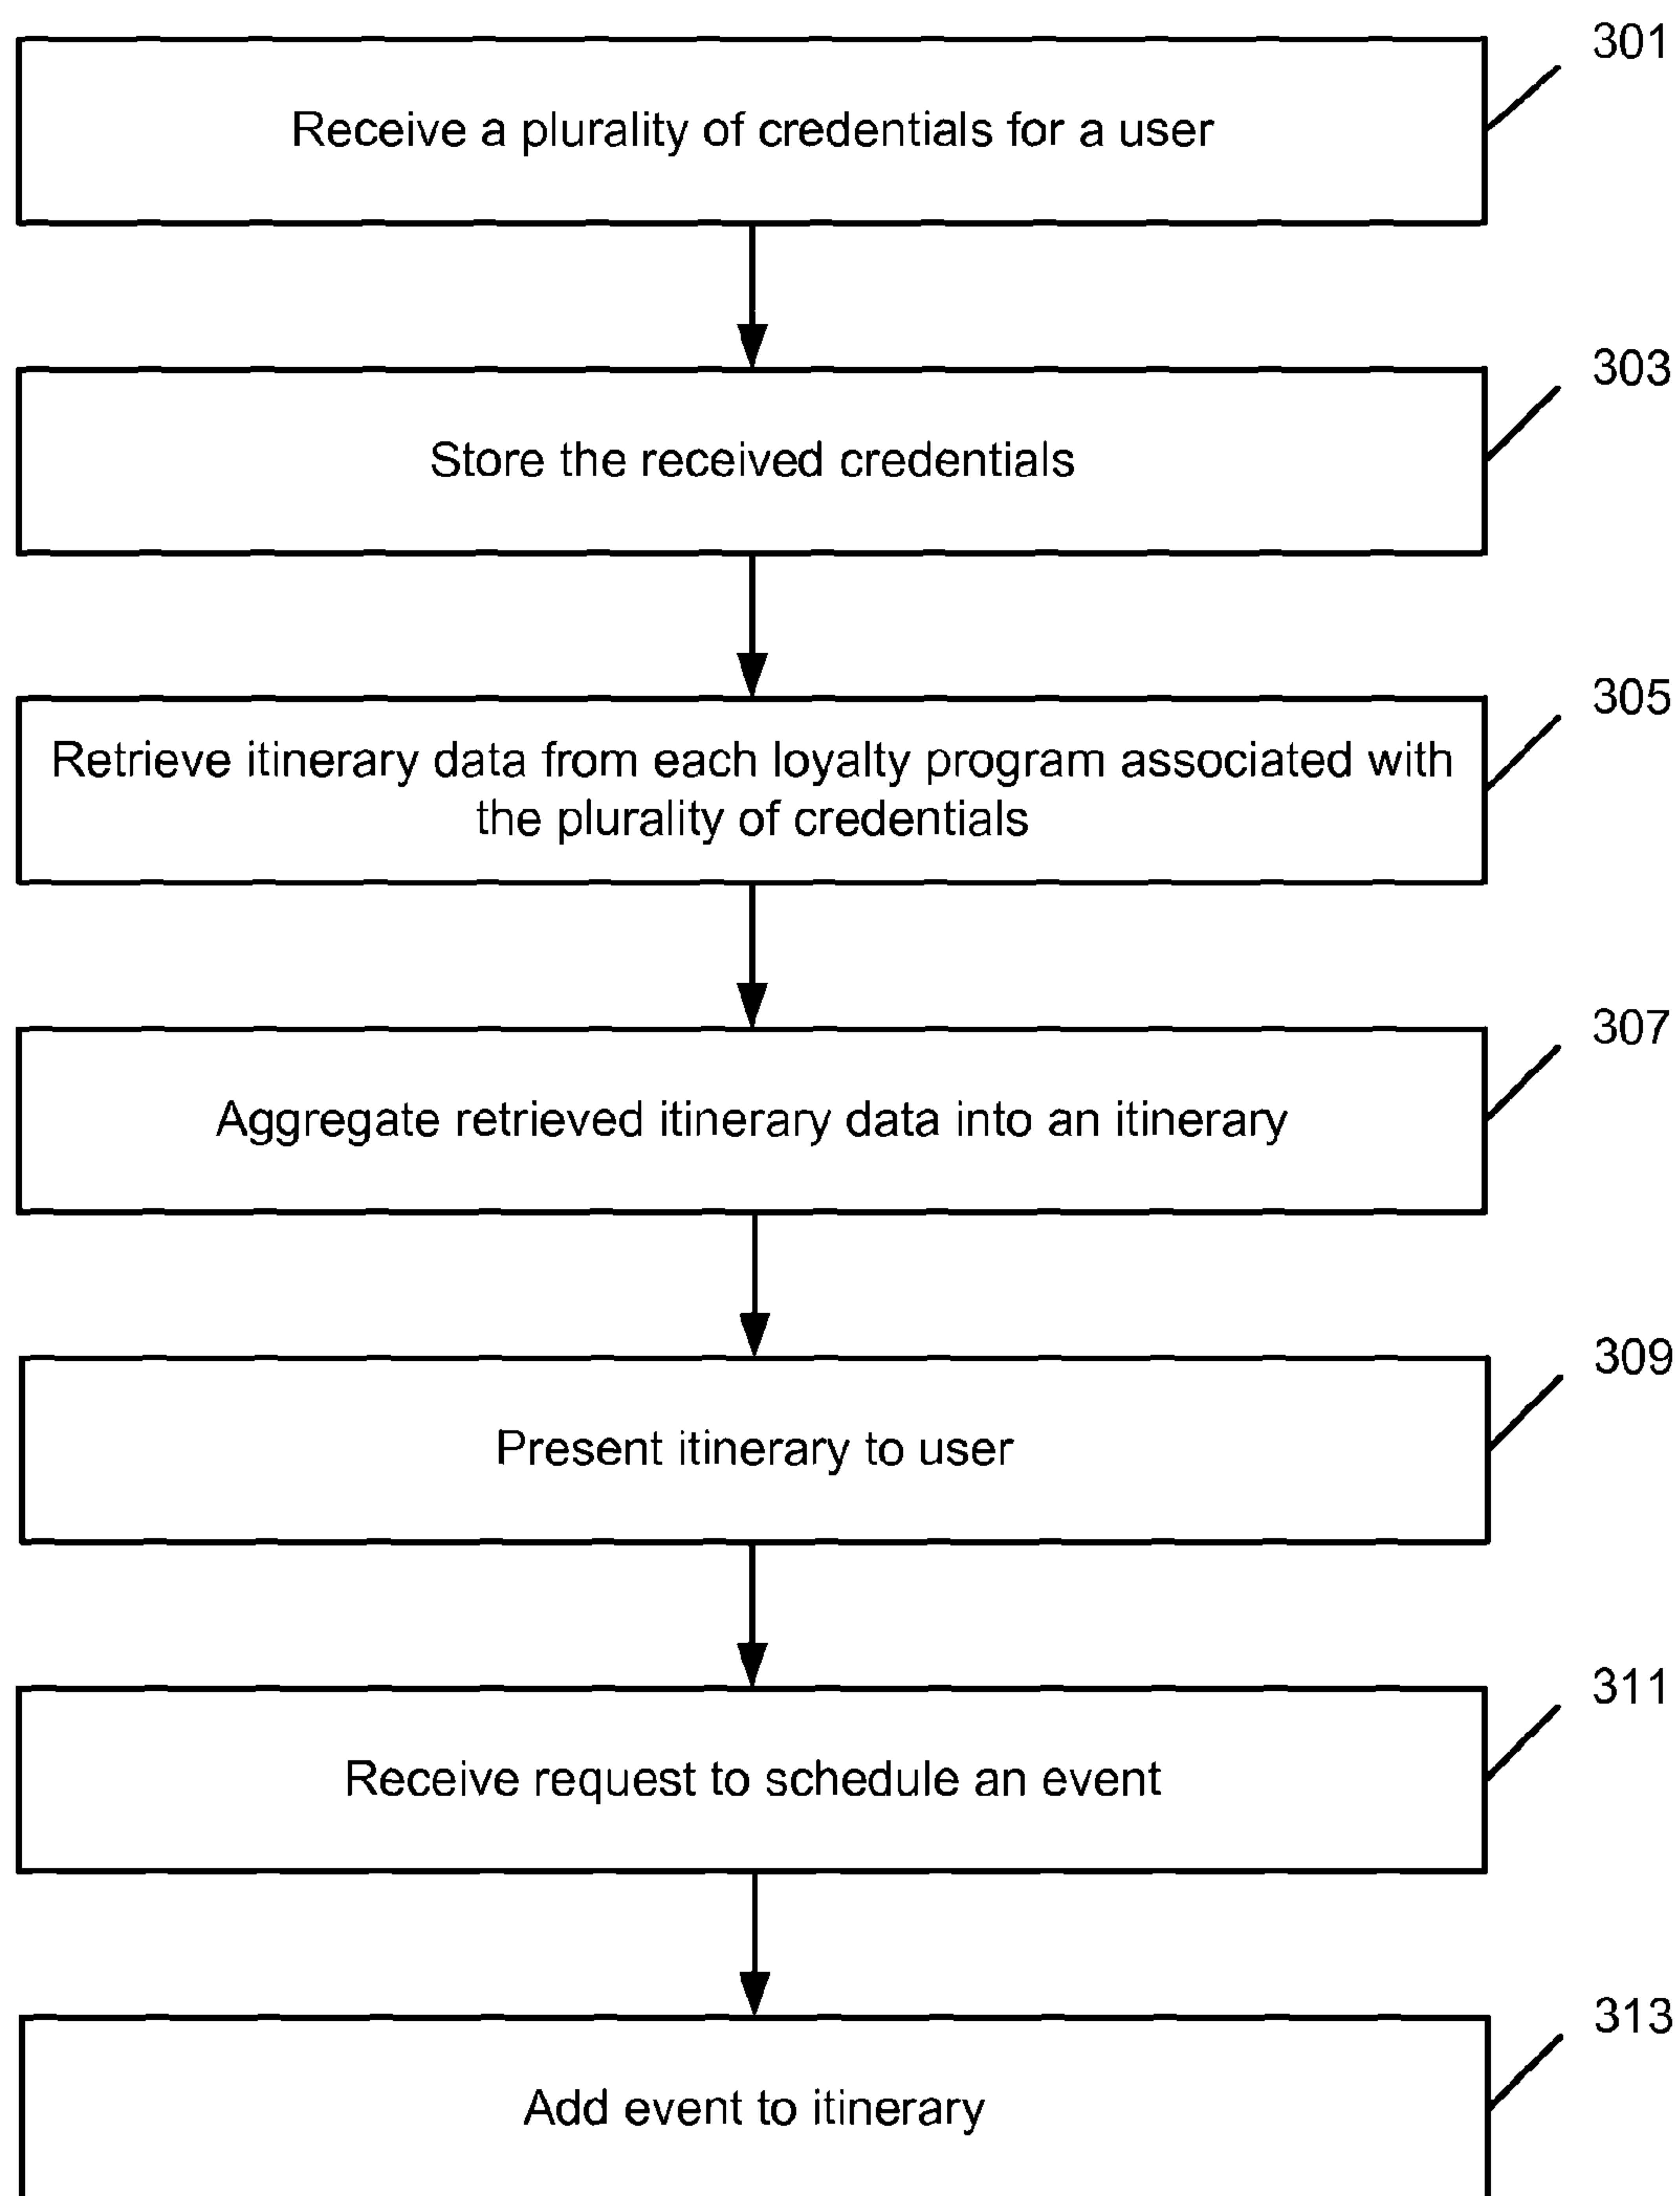 301
Receive a plurality of credentials for a user
303
Store the received credentials
305
Retrieve itinerary data from each loyalty program associated with
the plurality of credentials
307
Aggregate retrieved itinerary data into an itinerary
309
Present itinerary to user
311
Receive request to schedule an event
313
Add event to itinerary